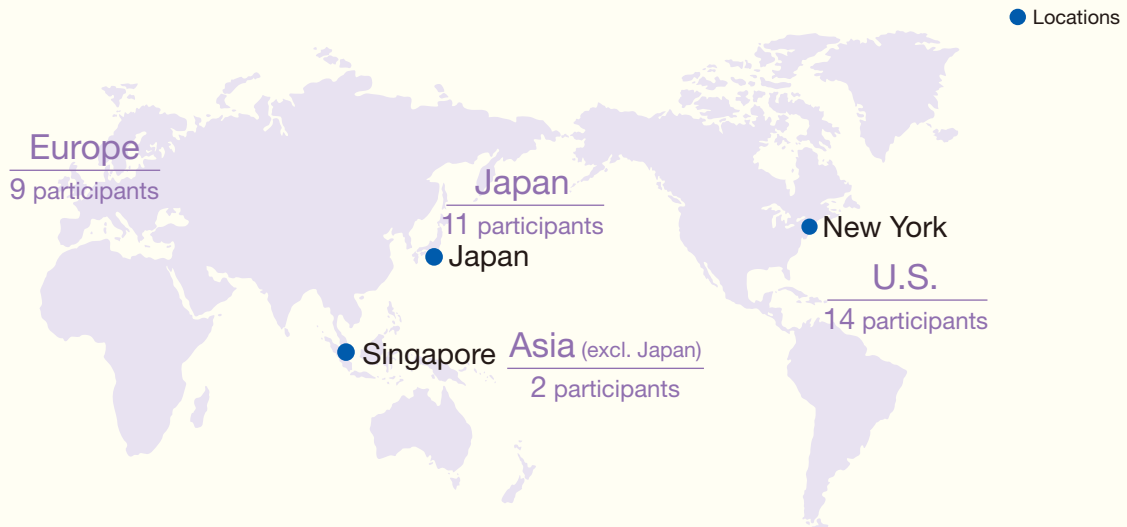 Locations
Europe
9 participants
Japan
11 participants
Japan
New York
U.S.
14 participants
Singapore
Asia (excl. Japan)
2 participants